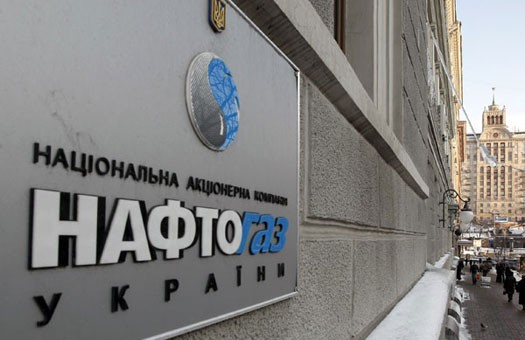 НАЦІОНАЛЬНА АКЦІОНЕРНА КОМПАНІЯ
НАФТОГАЗ
УКРАЇНИ